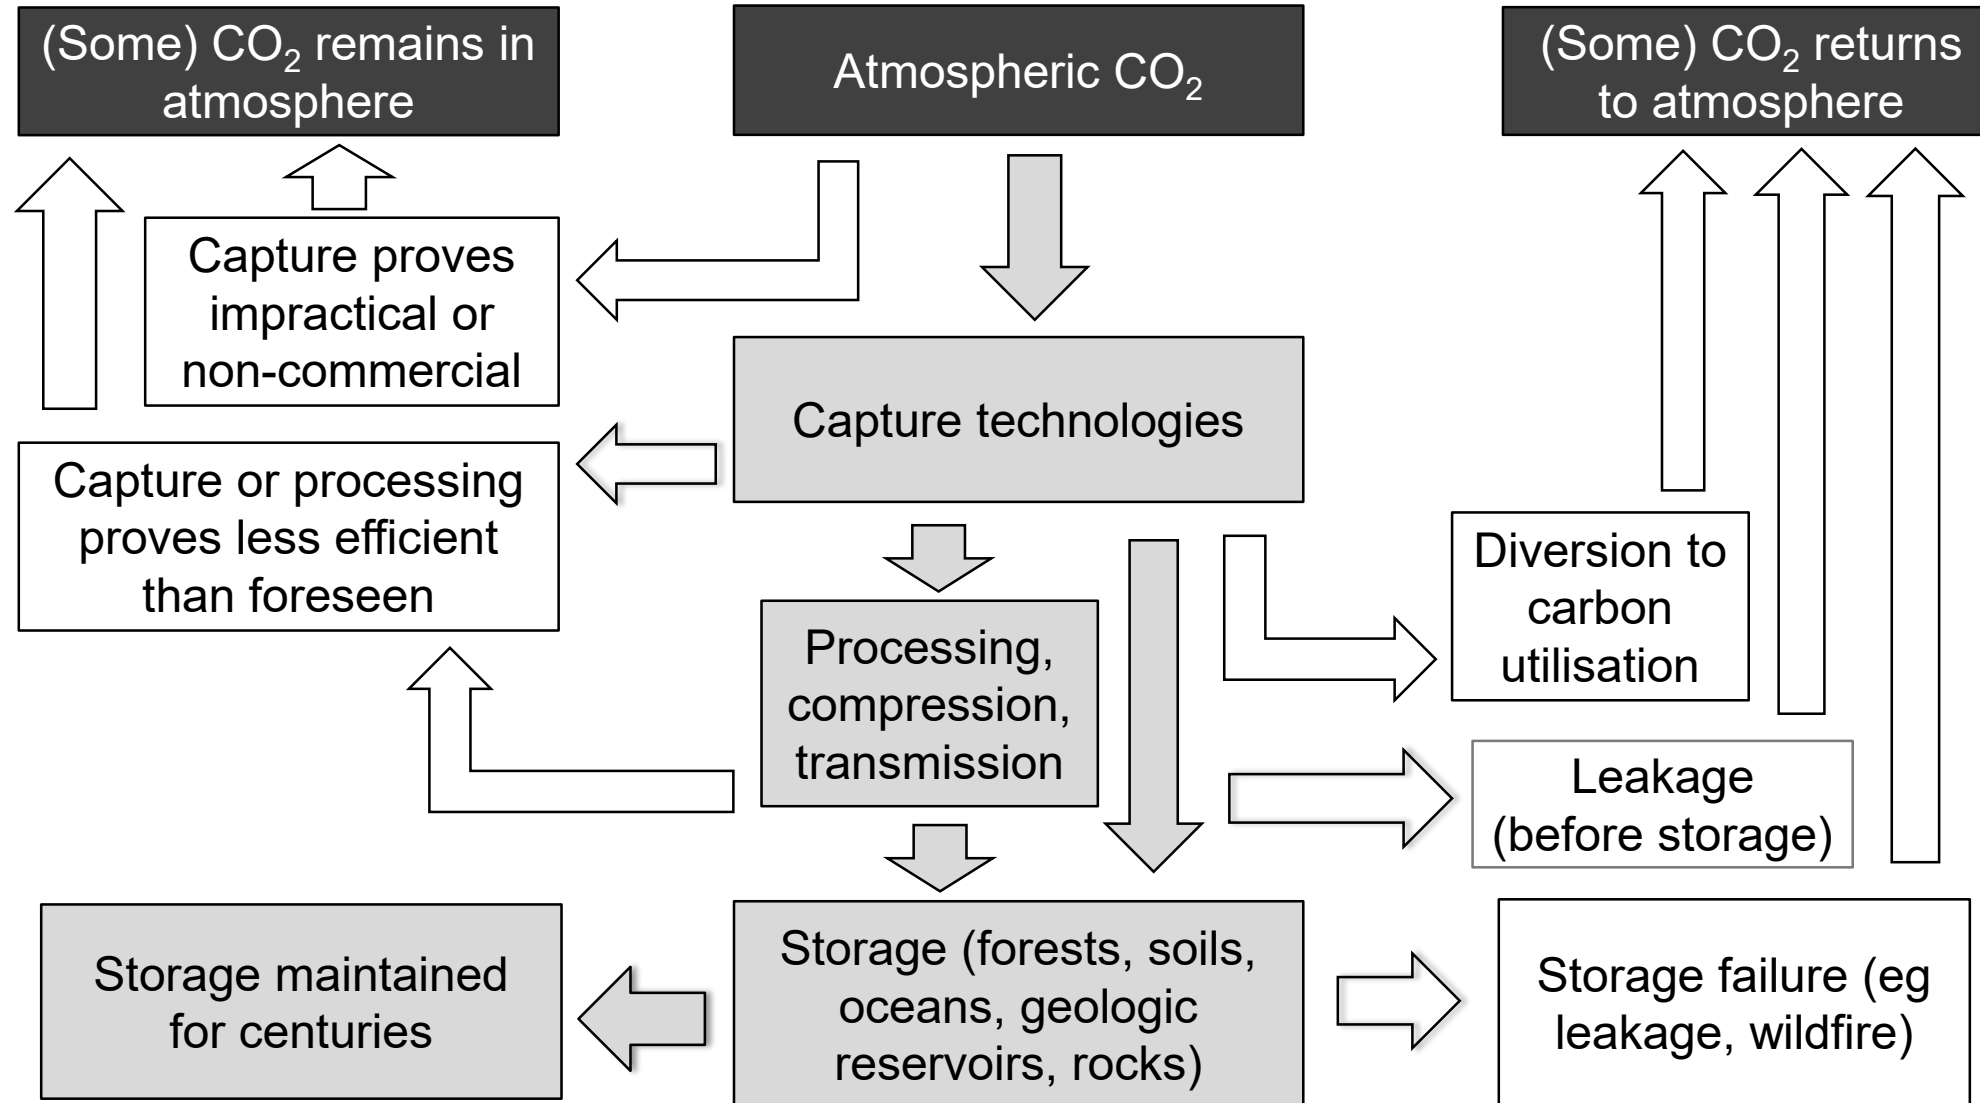 (Some) CO₂ remains in
atmosphere
Atmospheric CO₂
(Some) CO₂ returns
to atmosphere
Capture proves
impractical or
non-commercial
Capture technologies
Capture or processing
proves less efficient
than foreseen
Processing,
compression,
transmission
Diversion to
carbon
utilisation
Leakage
(before storage)
Storage maintained
for centuries
Storage (forests, soils,
oceans, geologic
reservoirs, rocks)
Storage failure (eg
leakage, wildfire)